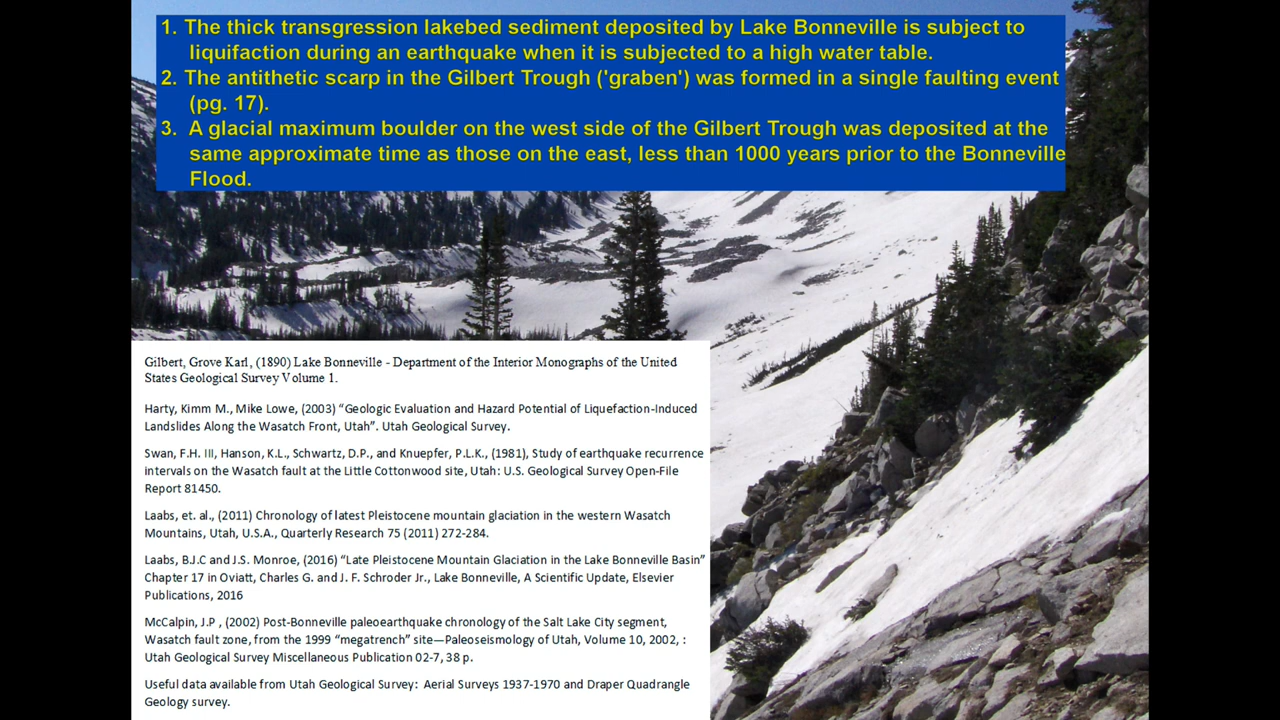 1. The thick transgression lakebed sediment deposited by Lake Bonneville is subject to
liquifaction during an earthquake when it is subjected to a high water table.
2. The antithetic scarp in the Gilbert Trough ('graben') was formed in a single faulting event
(pg. 17).
3. A glacial maximum boulder on the west side of the Gilbert Trough was deposited at the
same approximate time as those on the east, less than 1000 years prior to the Bonneville
Flood.
Gilbert, Grove Karl, (1890) Lake Bonneville - Department of the Interior Monographs of the United
States Geological Survey Volume 1.
Harty, Kimm M., Mike Lowe, (2003) “Geologic Evaluation and Hazard Potential of Liquefaction-Induced
Landslides Along the Wasatch Front, Utah”. Utah Geological Survey.
Swan, F.H. III, Hanson, K.L., Schwartz, D.P., and Knuepfer, P.L.K., (1981), Study of earthquake recurrence
intervals on the Wasatch fault at the Little Cottonwood site, Utah: U.S. Geological Survey Open-File
Report 81450.
Laabs, et. al., (2011) Chronology of latest Pleistocene mountain glaciation in the western Wasatch
Mountains, Utah, U.S.A., Quarterly Research 75 (2011) 272-284.
Laabs, B.J.C and J.S. Monroe, (2016) “Late Pleistocene Mountain Glaciation in the Lake Bonneville Basin”
Chapter 17 in Oviatt, Charles G. and J. F. Schroder Jr., Lake Bonneville, A Scientific Update, Elsevier
Publications, 2016
McCalpin, J.P , (2002) Post-Bonneville paleoearthquake chronology of the Salt Lake City segment,
Wasatch fault zone, from the 1999 “megatrench” site—Paleoseismology of Utah, Volume 10, 2002, :
Utah Geological Survey Miscellaneous Publication 02-7, 38 p.
Useful data available from Utah Geological Survey: Aerial Surveys 1937-1970 and Draper Quadrangle
Geology survey.